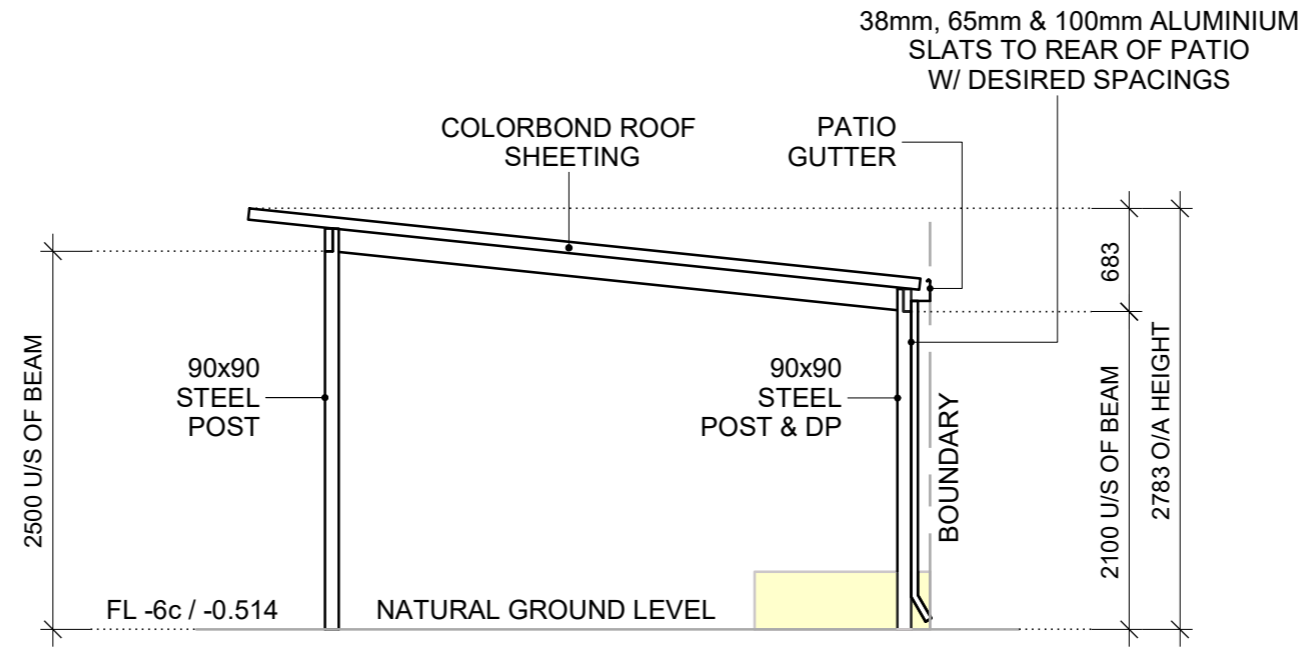 38mm, 65mm & 100mm ALUMINIUM
SLATS TO REAR OF PATIO
W/ DESIRED SPACINGS
COLORBOND ROOF
SHEETING
PATIO
GUTTER
683
2500 U/S OF BEAM
90x90
STEEL
POST
90x90
STEEL
POST & DP
BOUNDARY
2100 U/S OF BEAM
2783 O/A HEIGHT
FL -6c / -0.514
NATURAL GROUND LEVEL